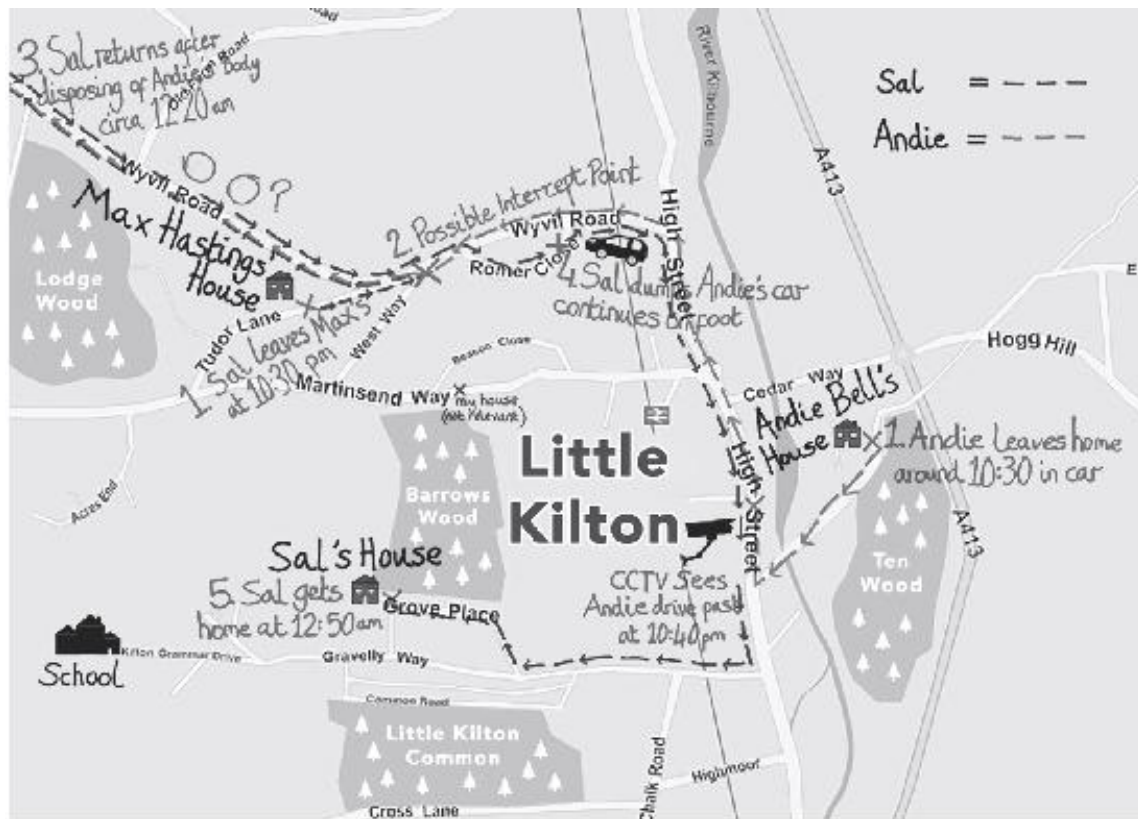 Road
3. Sal returns after
disposing of Andie's body
circa 12:20 am
Road
River Kilbourne
Sal = – – – –
Andie = – – – –
A413
Wyvil Road
O O ?
Max Hastings'
House
Lodge
Wood
2. Possible Intercept Point
Wyvil Road
High Street
Romer Close
4. Sal dumps Andie's car
continues on foot
Tudor Lane
West Way
1. Sal leaves Max's
at 10:30 pm
Beacon Close
Martinsend Way
my house
(not relevant)
Cedar Way
Hogg Hill
E
Andie Bell's
House
1. Andie leaves home
around 10:30 in car
Little
Kilton
High Street
Barrows
Wood
Acres End
A413
Ten
Wood
CCTV sees
Andie drive past
at 10:40 pm
Sal's House
5. Sal gets
home at 12:50 am
Grove Place
School
Kilton Grammar Drive
Gravelly Way
Common Road
Little Kilton
Common
Chalk Road
Highmoor
Cross Lane